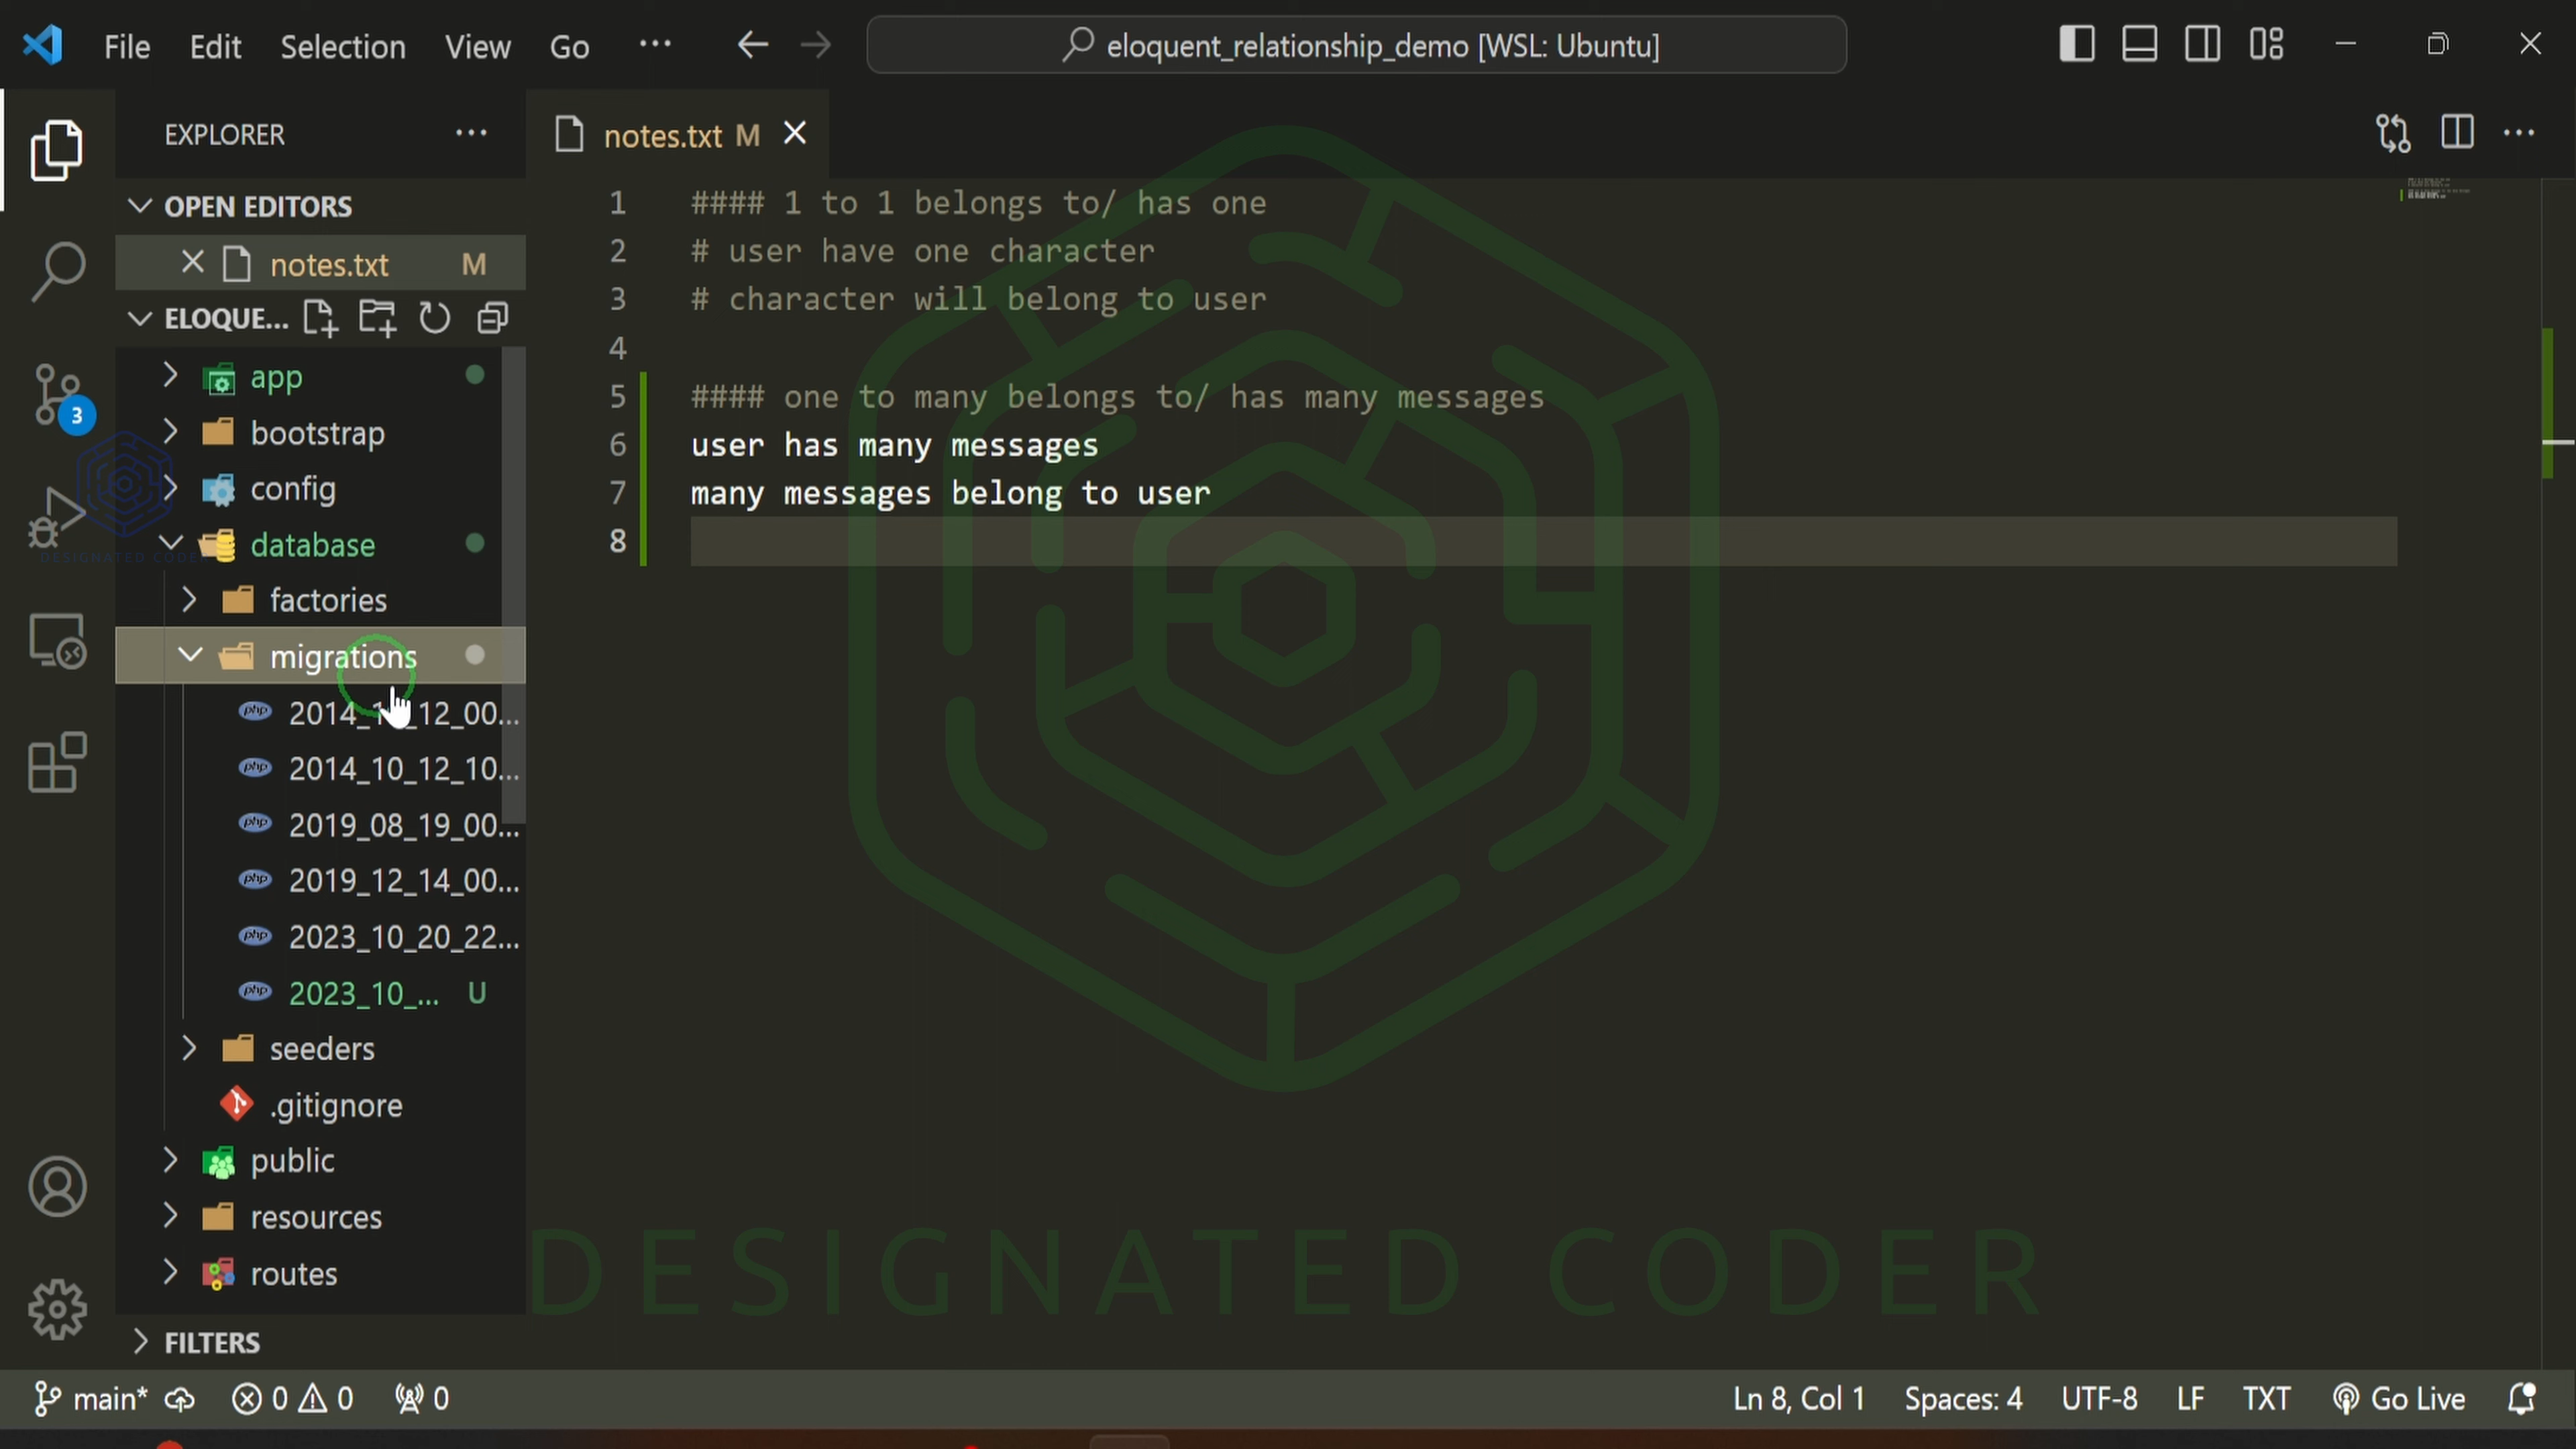 File Edit Selection View Go ···
eloquent_relationship_demo [WSL: Ubuntu]
EXPLORER
notes.txt M
OPEN EDITORS
notes.txt M
ELOQUE...
app
3
bootstrap
config
database
DESIGNATED CODER
factories
migrations
2014_10_12_00...
2014_10_12_10...
2019_08_19_00...
2019_12_14_00...
2023_10_20_22...
2023_10_... U
seeders
.gitignore
public
resources
routes
FILTERS
1 #### 1 to 1 belongs to/ has one
2 # user have one character
3 # character will belong to user
4
5 #### one to many belongs to/ has many messages
6 user has many messages
7 many messages belong to user
8
DESIGNATED CODER
main* 0 0 0 Ln 8, Col 1 Spaces: 4 UTF-8 LF TXT Go Live